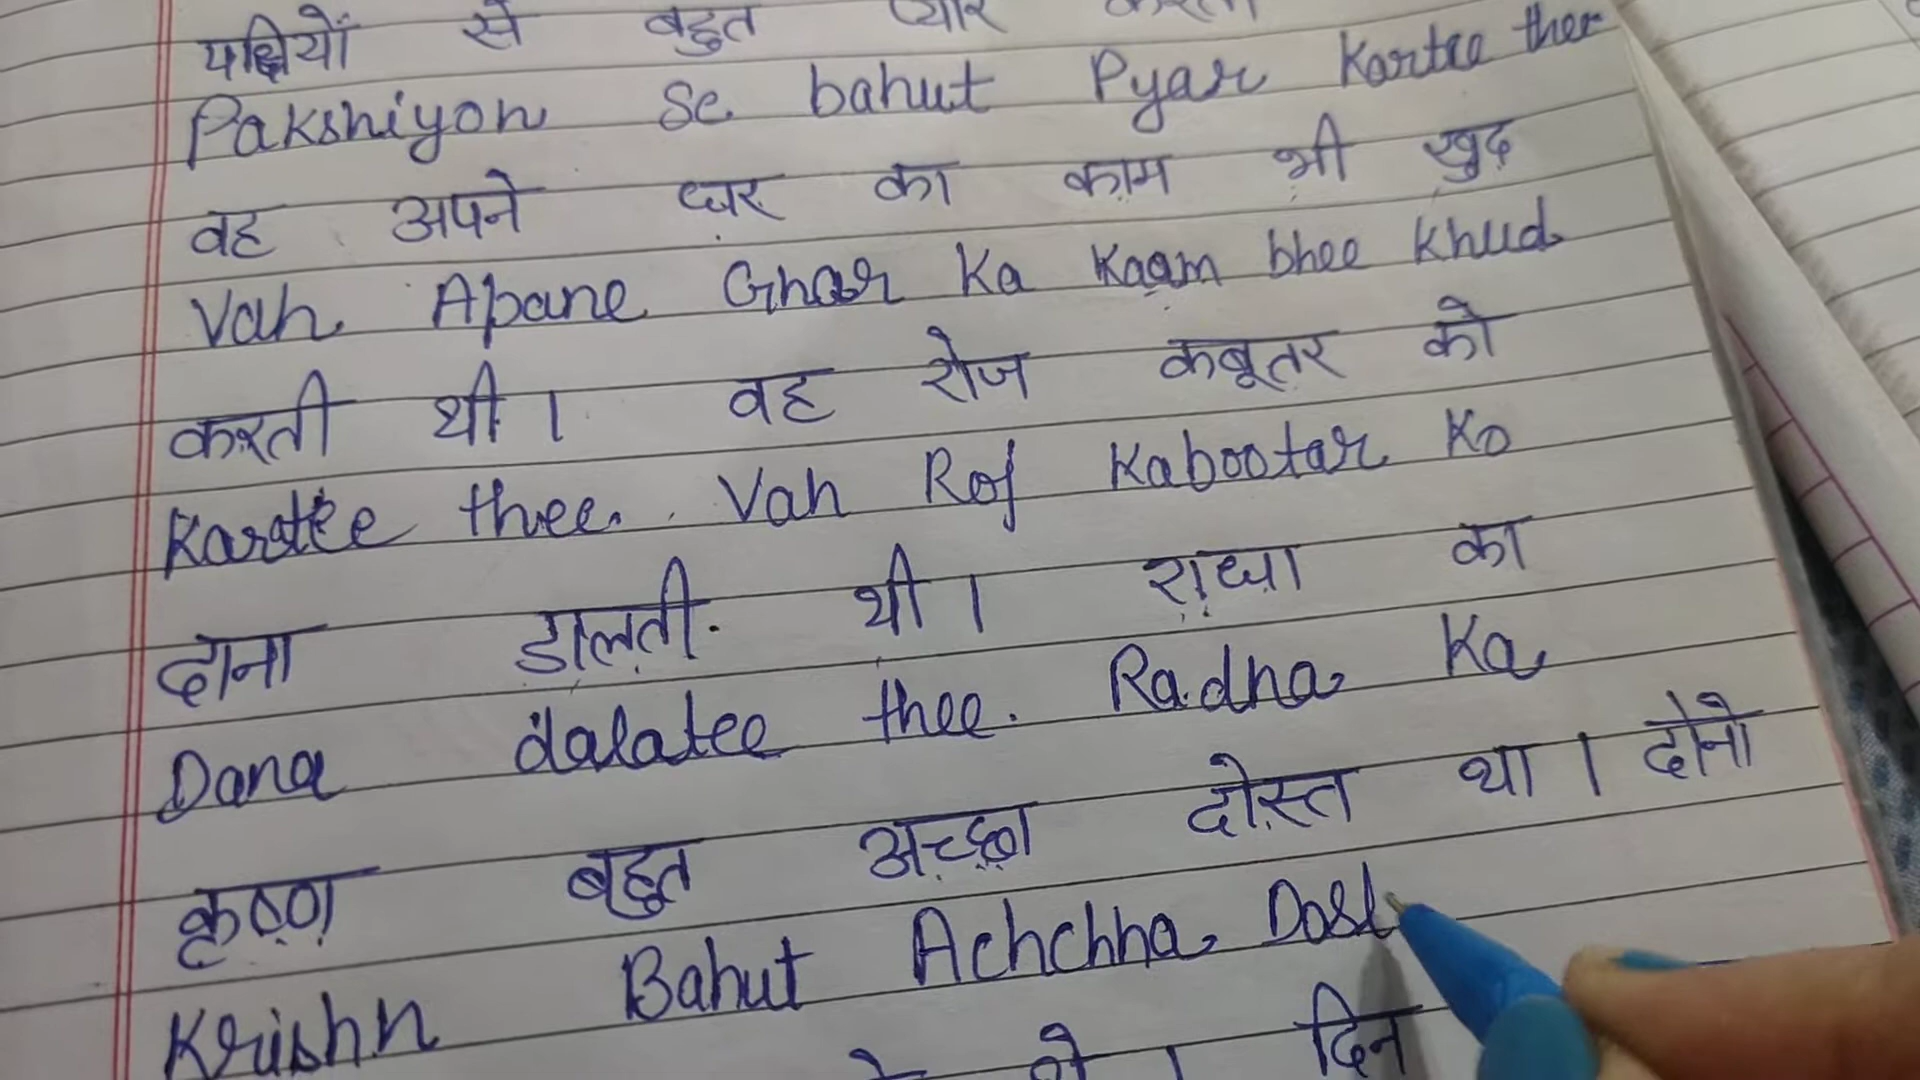 पक्षियों से बहुत प्यार करती
Pakshiyon se bahut Pyar Kartee thee
वह अपने घर का काम भी खुद
Vah Apane Ghar Ka Kaam bhee Khud
करती थी। वह रोज कबूतर को
Karatee thee. Vah Roj Kabootar Ko
दाना डालती थी। राधा का
Dana dalatee thee. Radha Ka
कृष्ण बहुत अच्छा दोस्त था। दोनो
Krishn Bahut Achchha Dost
दिन